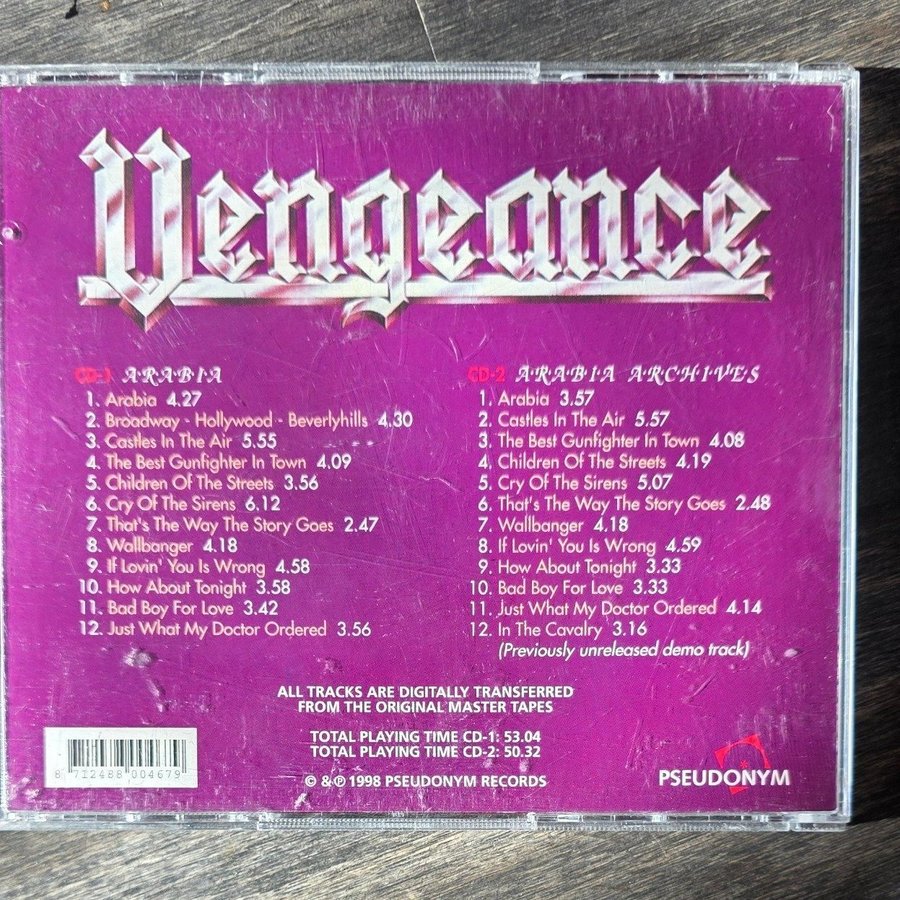 Vengeance
CD-1 ARABIA
1. Arabia 4.27
2. Broadway - Hollywood - Beverlyhills 4.30
3. Castles In The Air 5.55
4. The Best Gunfighter In Town 4.09
5. Children Of The Streets 3.56
6. Cry Of The Sirens 6.12
7. That's The Way The Story Goes 2.47
8. Wallbanger 4.18
9. If Lovin' You Is Wrong 4.58
10. How About Tonight 3.58
11. Bad Boy For Love 3.42
12. Just What My Doctor Ordered 3.56
CD-2 ARABIA ARCHIVES
1. Arabia 3.57
2. Castles In The Air 5.57
3. The Best Gunfighter In Town 4.08
4. Children Of The Streets 4.19
5. Cry Of The Sirens 5.07
6. That's The Way The Story Goes 2.48
7. Wallbanger 4.18
8. If Lovin' You Is Wrong 4.59
9. How About Tonight 3.33
10. Bad Boy For Love 3.33
11. Just What My Doctor Ordered 4.14
12. In The Cavalry 3.16
(Previously unreleased demo track)
ALL TRACKS ARE DIGITALLY TRANSFERRED
FROM THE ORIGINAL MASTER TAPES
TOTAL PLAYING TIME CD-1: 53.04
TOTAL PLAYING TIME CD-2: 50.32
© & ℗ 1998 PSEUDONYM RECORDS
8 712488 004679
PSEUDONYM